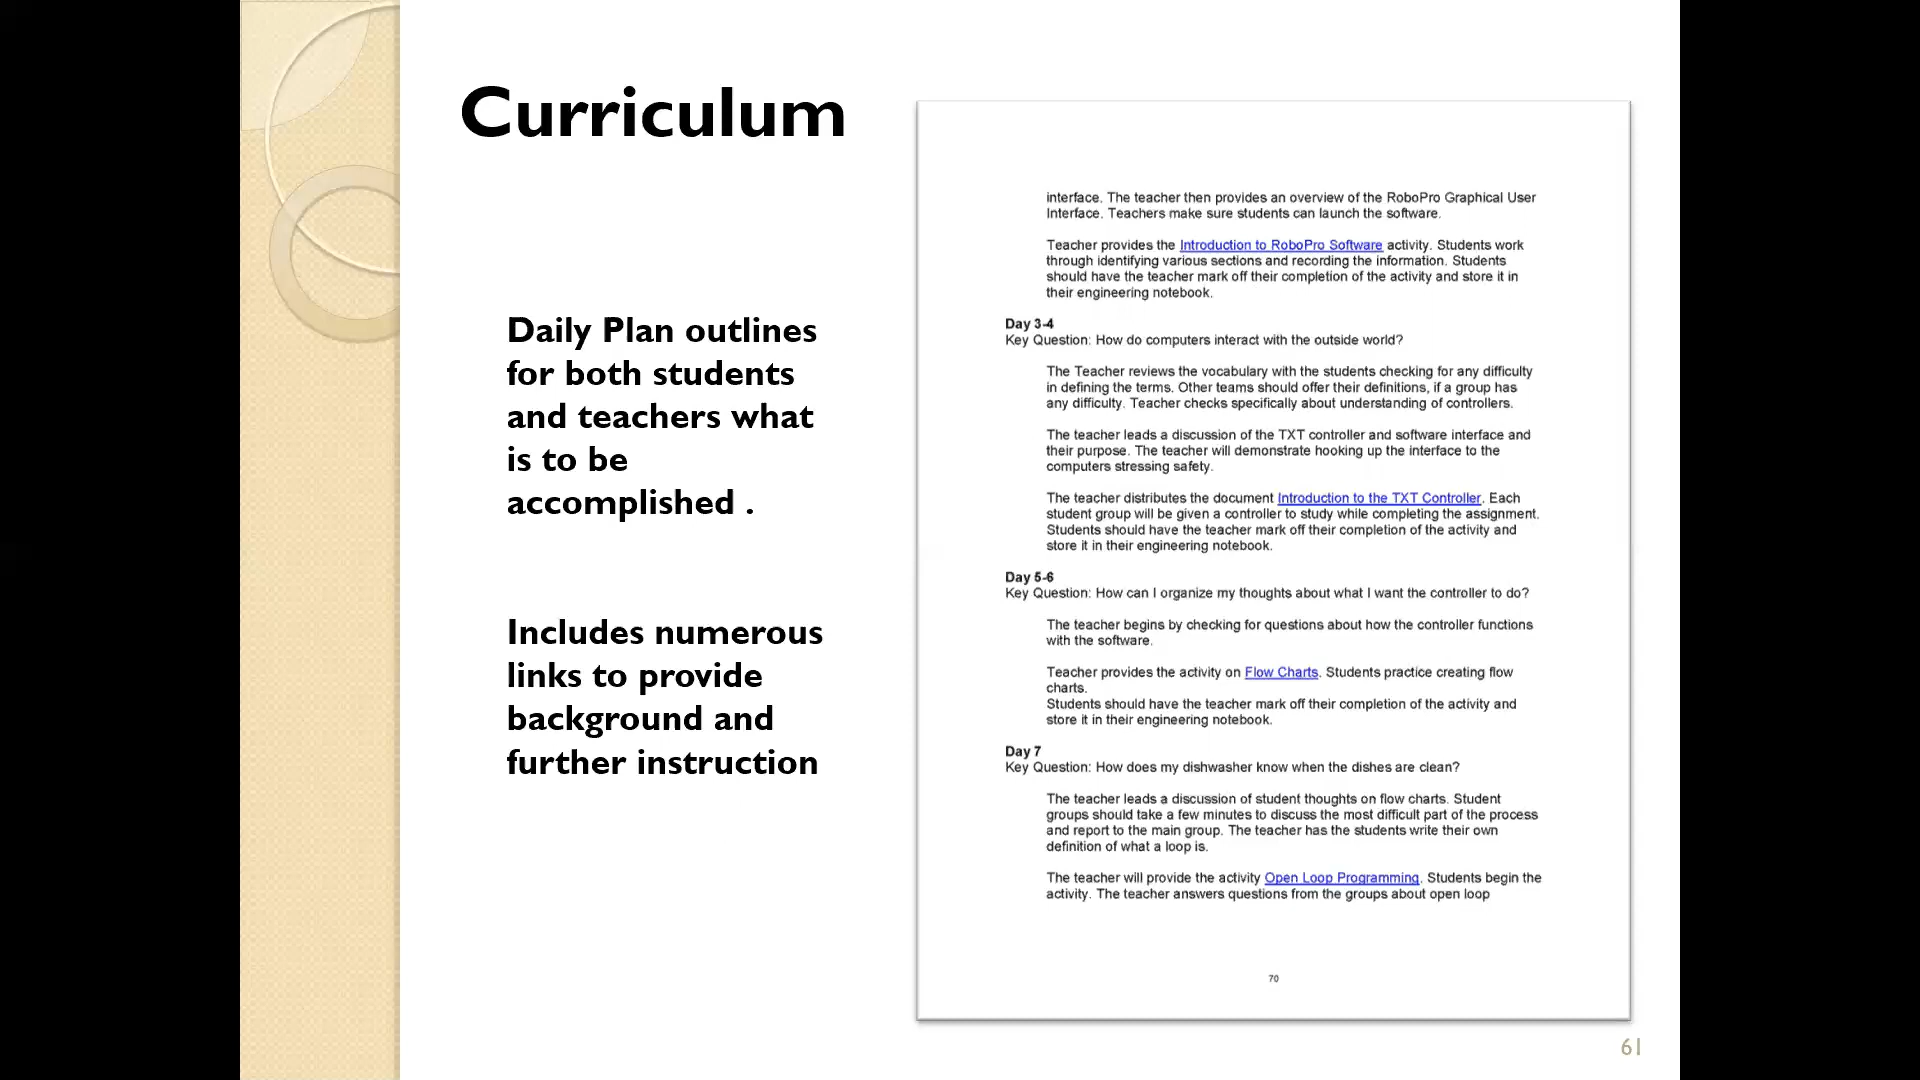 Curriculum
Daily Plan outlines
for both students
and teachers what
is to be
accomplished .
Includes numerous
links to provide
background and
further instruction
interface. The teacher then provides an overview of the RoboPro Graphical User
Interface. Teachers make sure students can launch the software.
Teacher provides the Introduction to RoboPro Software activity. Students work
through identifying various sections and recording the information. Students
should have the teacher mark off their completion of the activity and store it in
their engineering notebook.
Day 3-4
Key Question: How do computers interact with the outside world?
The Teacher reviews the vocabulary with the students checking for any difficulty
in defining the terms. Other teams should offer their definitions, if a group has
any difficulty. Teacher checks specifically about understanding of controllers.
The teacher leads a discussion of the TXT controller and software interface and
their purpose. The teacher will demonstrate hooking up the interface to the
computers stressing safety.
The teacher distributes the document Introduction to the TXT Controller. Each
student group will be given a controller to study while completing the assignment.
Students should have the teacher mark off their completion of the activity and
store it in their engineering notebook.
Day 5-6
Key Question: How can I organize my thoughts about what I want the controller to do?
The teacher begins by checking for questions about how the controller functions
with the software.
Teacher provides the activity on Flow Charts. Students practice creating flow
charts.
Students should have the teacher mark off their completion of the activity and
store it in their engineering notebook.
Day 7
Key Question: How does my dishwasher know when the dishes are clean?
The teacher leads a discussion of student thoughts on flow charts. Student
groups should take a few minutes to discuss the most difficult part of the process
and report to the main group. The teacher has the students write their own
definition of what a loop is.
The teacher will provide the activity Open Loop Programming. Students begin the
activity. The teacher answers questions from the groups about open loop
70
61